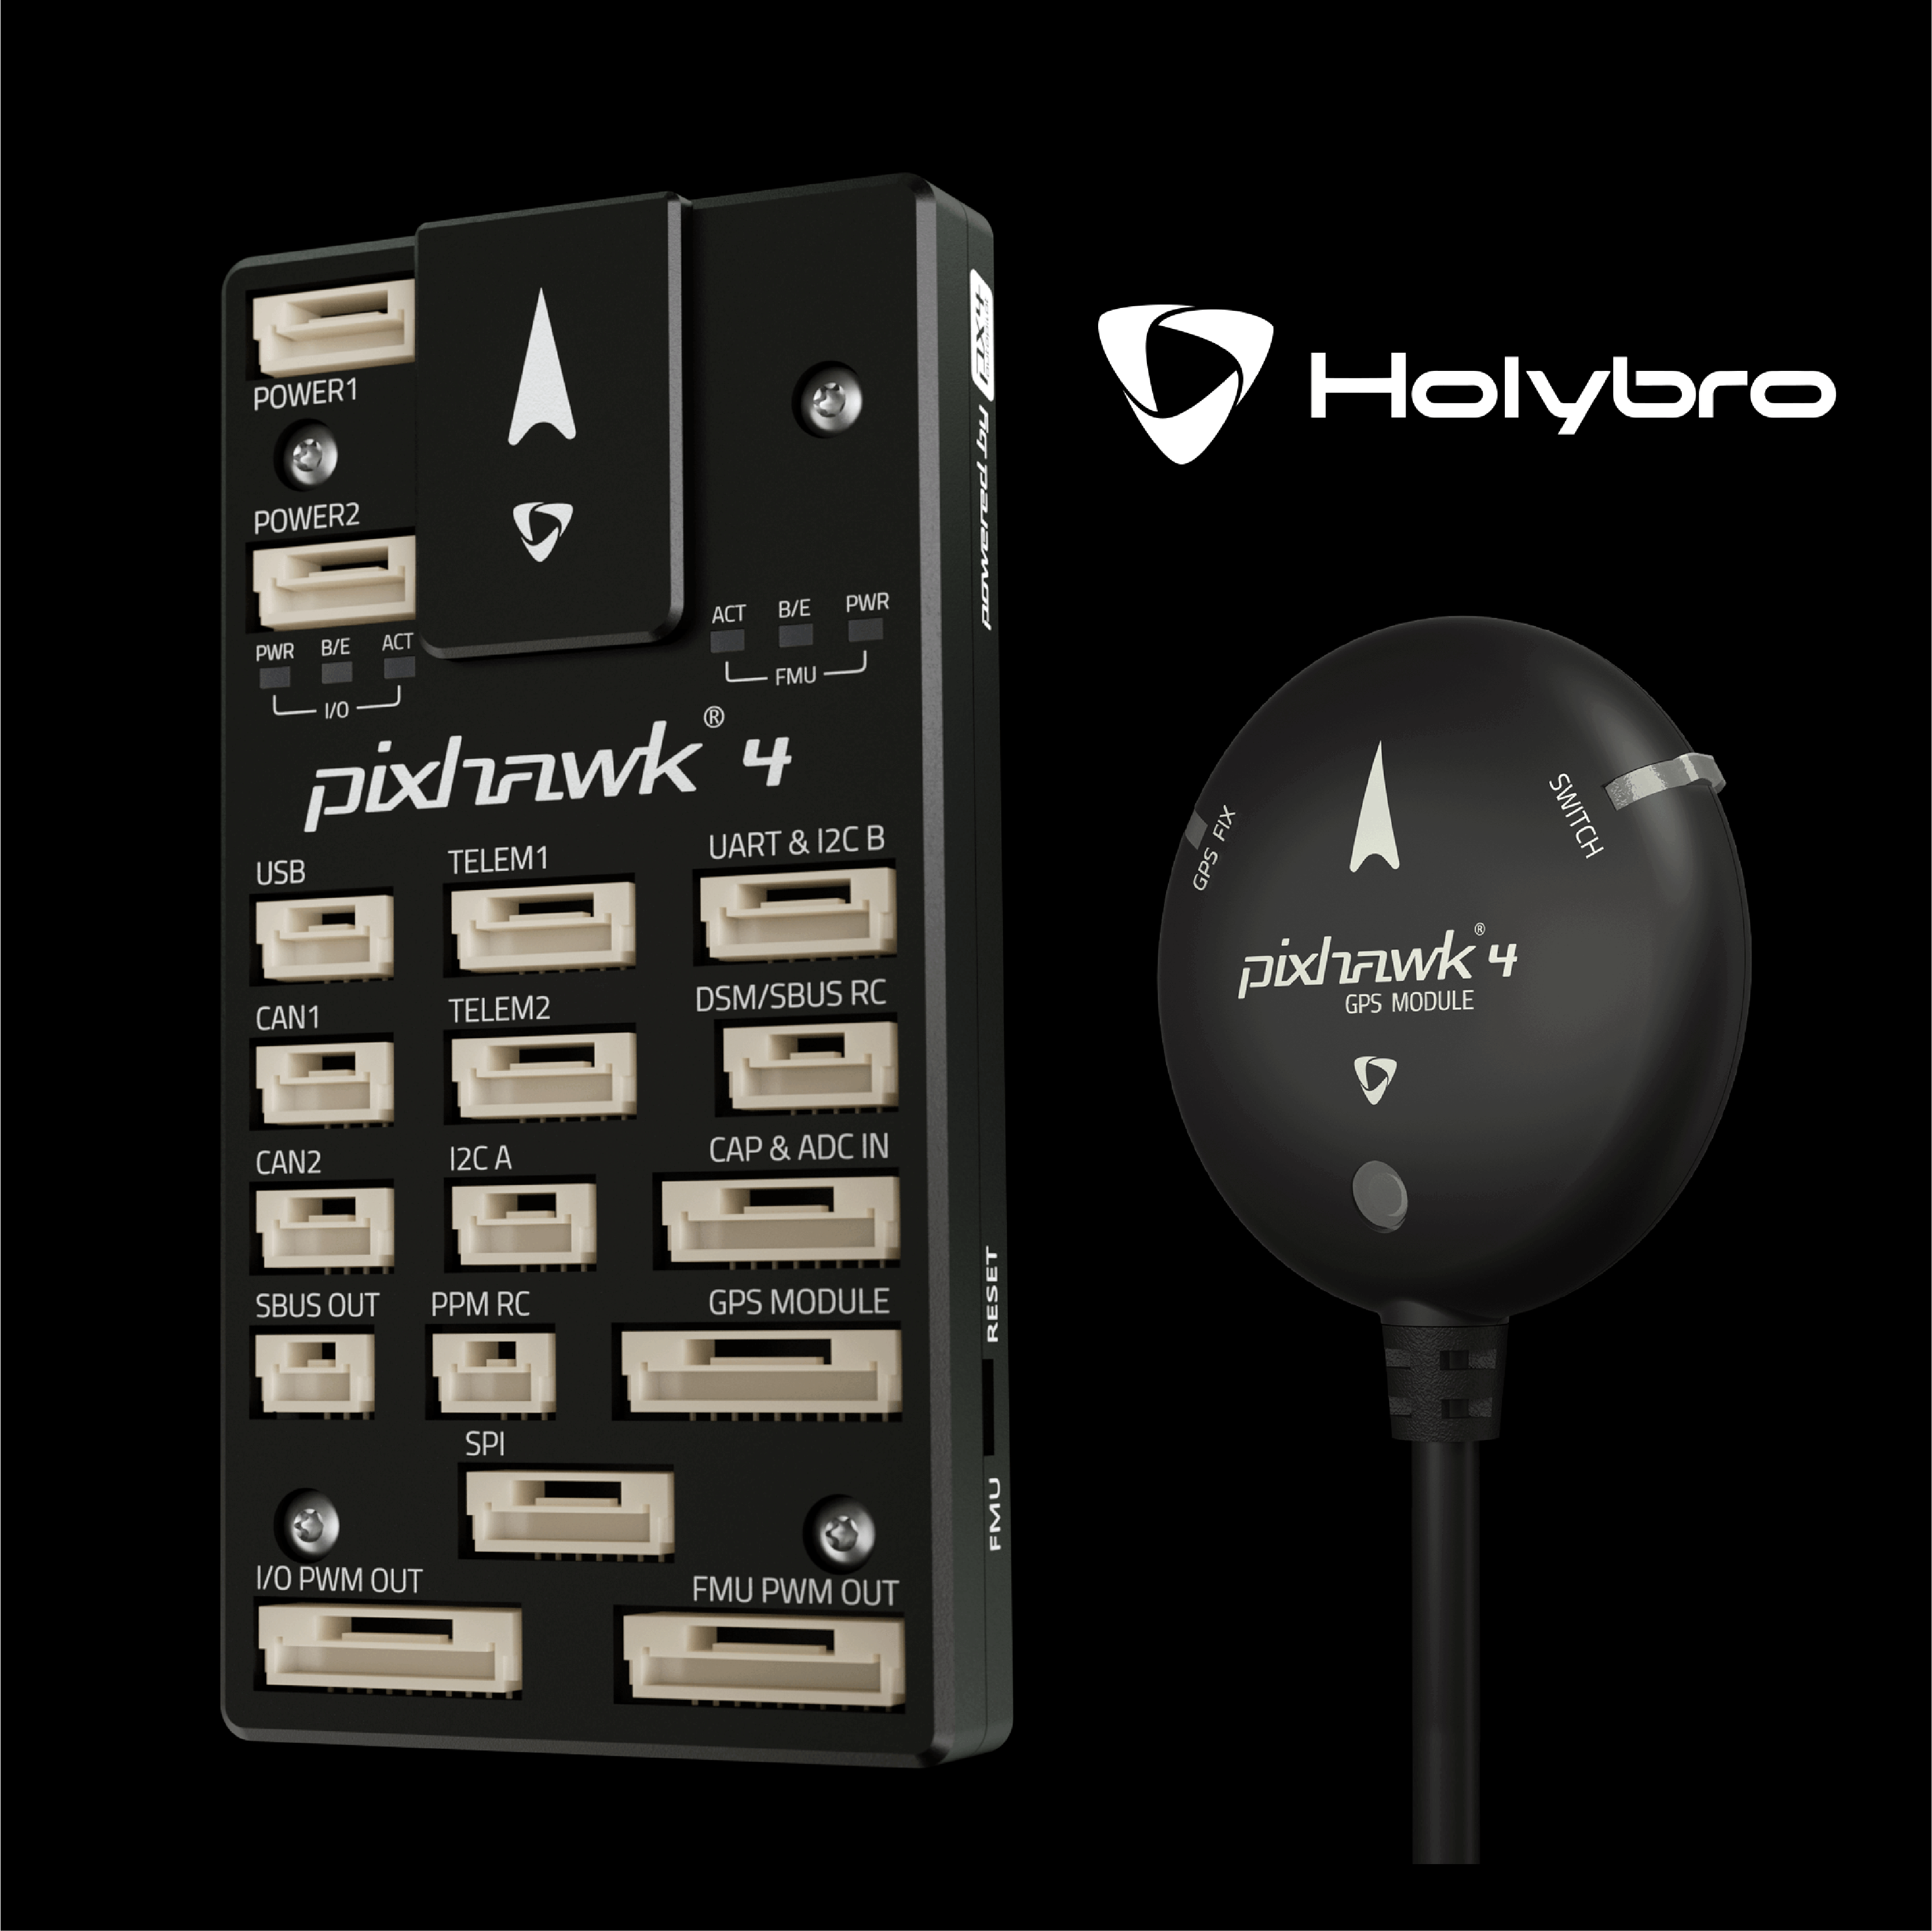 Holybro
POWER1
POWER2
PWR B/E ACT
I/O
ACT B/E PWR
FMU
pixhawk® 4
USB
TELEM1
UART & I2C B
CAN1
TELEM2
DSM/SBUS RC
CAN2
I2C A
CAP & ADC IN
SBUS OUT
PPM RC
GPS MODULE
SPI
I/O PWM OUT
FMU PWM OUT
powered by
RESET
FMU
GPS FIX
SWITCH
pixhawk® 4
GPS MODULE